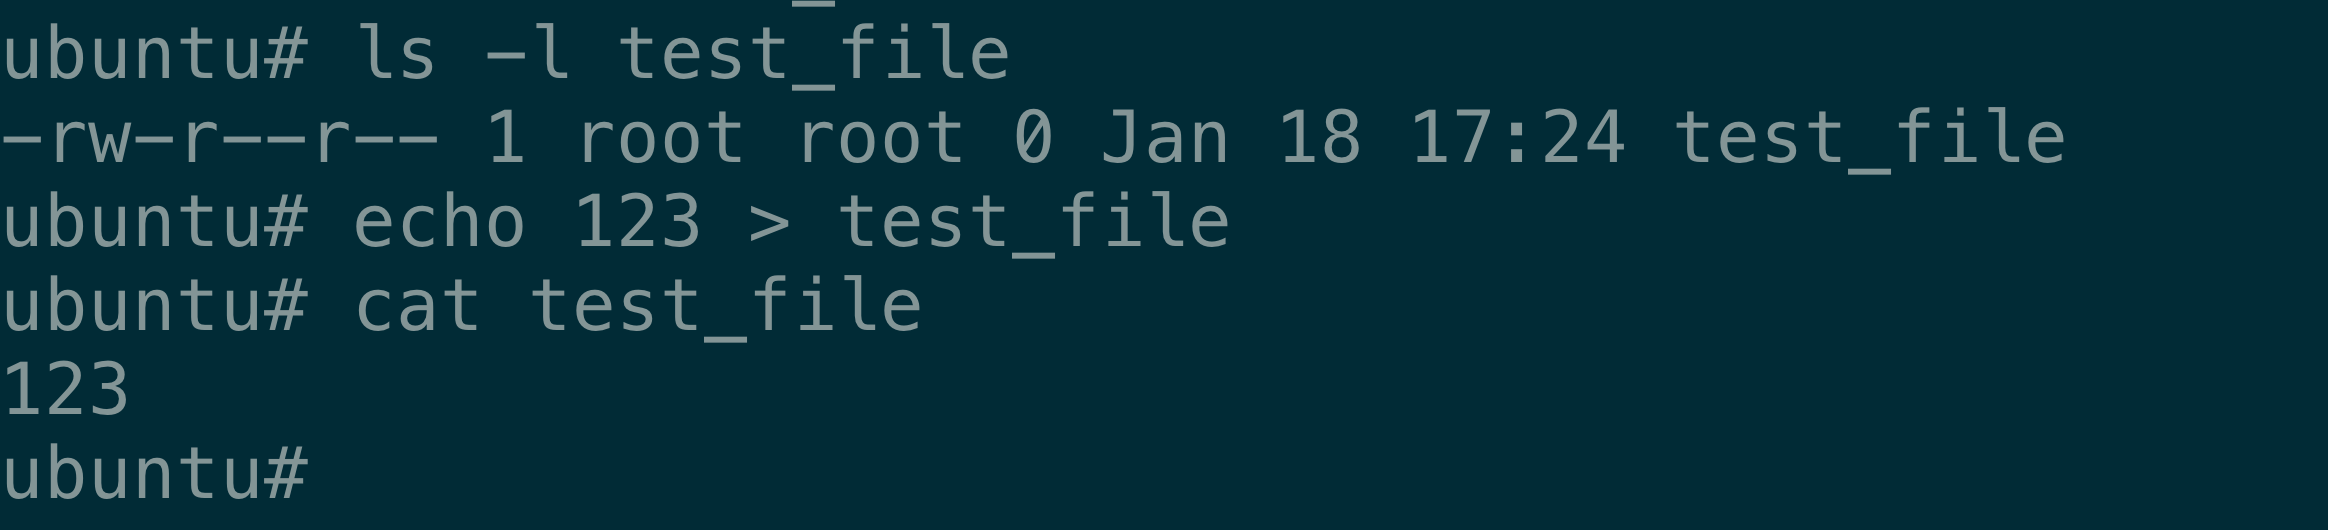 ubuntu# ls -l test_file
-rw-r--r-- 1 root root 0 Jan 18 17:24 test_file
ubuntu# echo 123 > test_file
ubuntu# cat test_file
123
ubuntu#